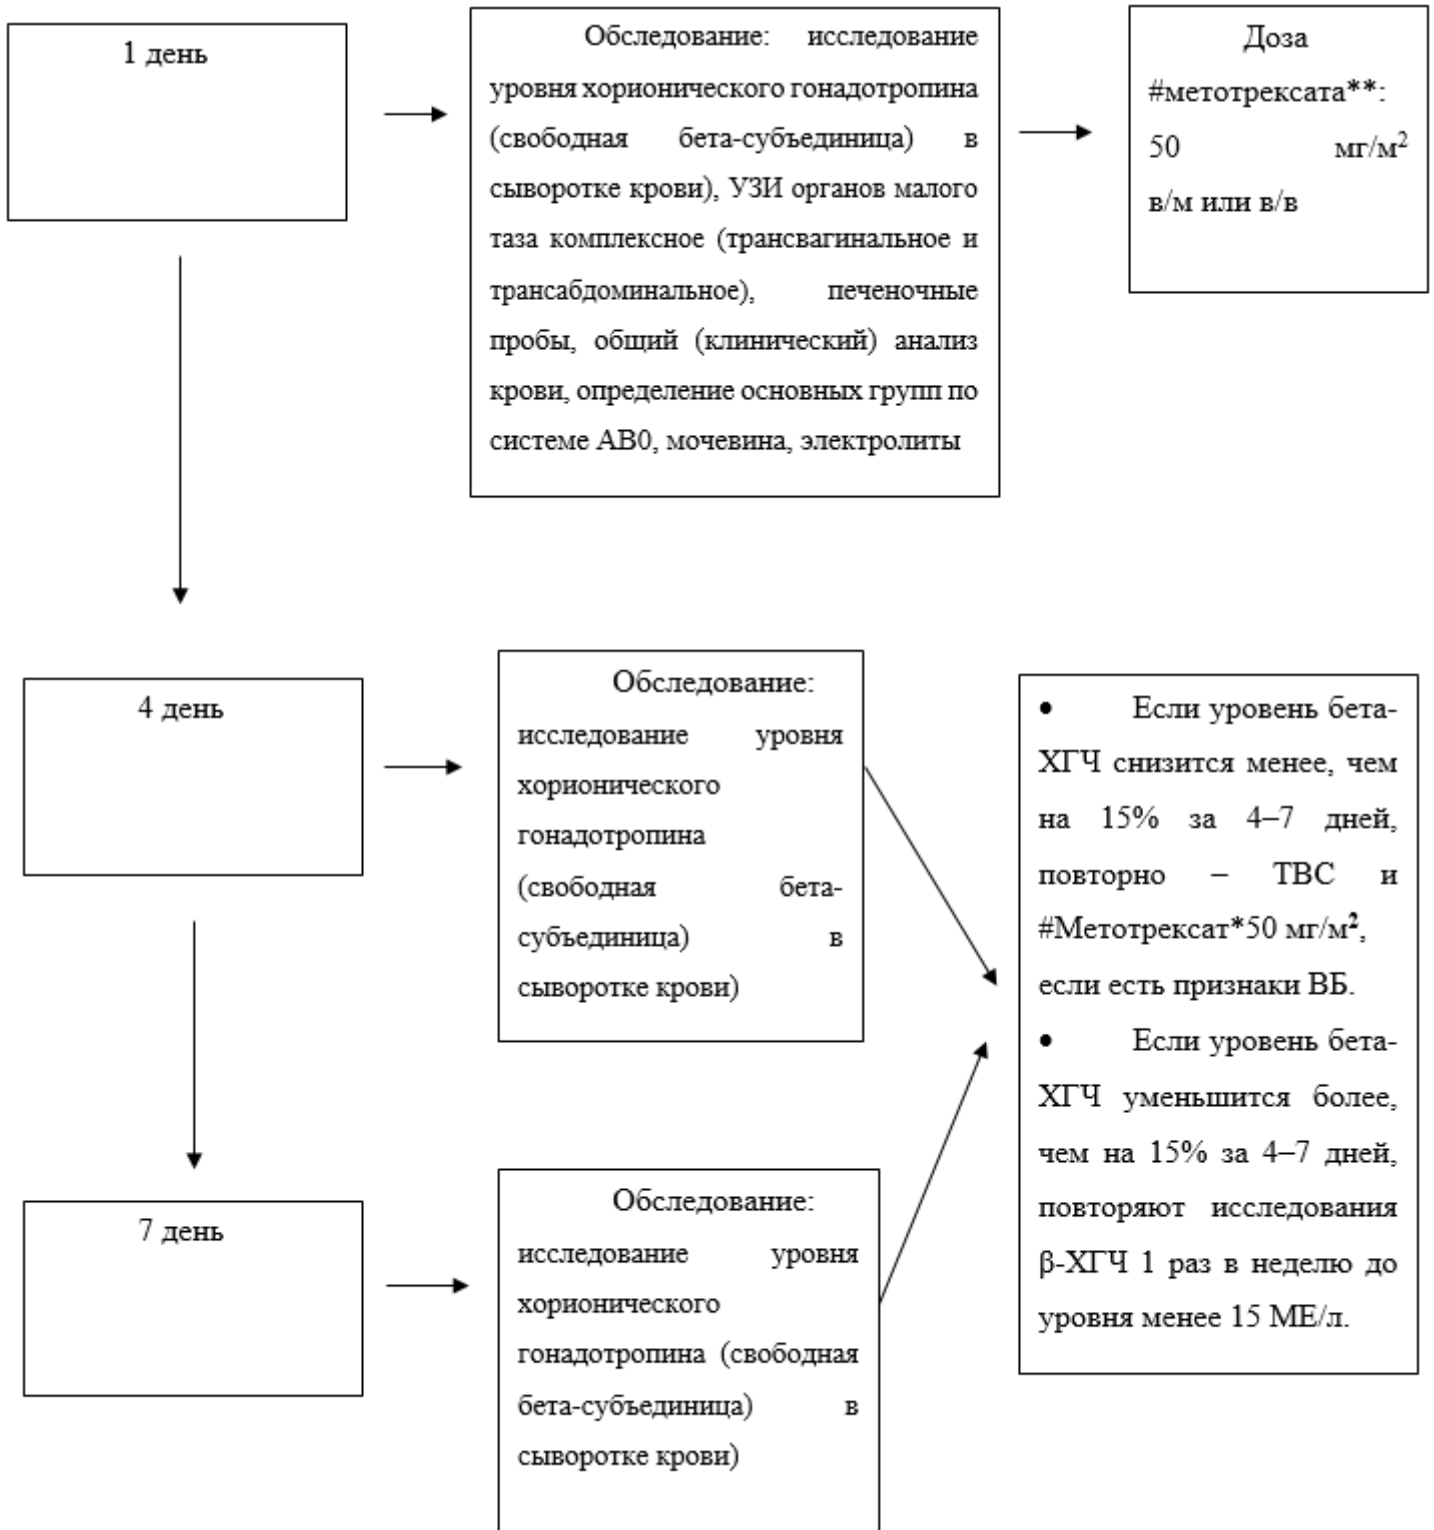 1 день
Обследование: исследование
уровня хорионического гонадотропина
(свободная бета-субъединица) в
сыворотке крови), УЗИ органов малого
таза комплексное (трансвагинальное и
трансабдоминальное), печеночные
пробы, общий (клинический) анализ
крови, определение основных групп по
системе AB0, мочевина, электролиты
Доза
#метотрексата**:
50 мг/м²
в/м или в/в
4 день
Обследование:
исследование уровня
хорионического
гонадотропина
(свободная бета-
субъединица) в
сыворотке крови)
7 день
Обследование:
исследование уровня
хорионического
гонадотропина (свободная
бета-субъединица) в
сыворотке крови)
• Если уровень бета-
ХГЧ снизится менее, чем
на 15% за 4–7 дней,
повторно – ТВС и
#Метотрексат*50 мг/м²,
если есть признаки ВБ.
• Если уровень бета-
ХГЧ уменьшится более,
чем на 15% за 4–7 дней,
повторяют исследования
β-ХГЧ 1 раз в неделю до
уровня менее 15 МЕ/л.